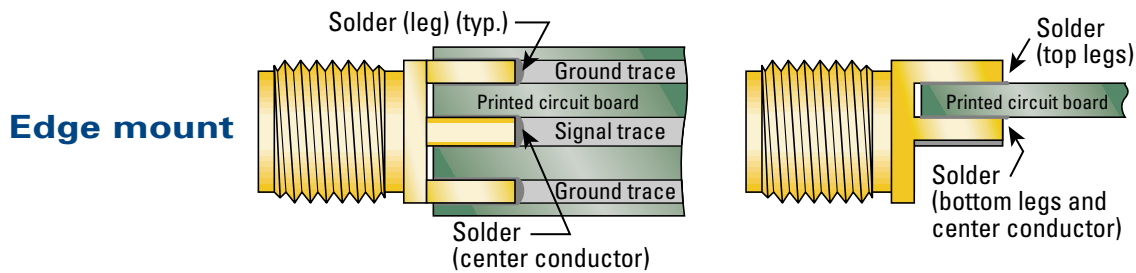 Edge mount
Solder (leg) (typ.)
Ground trace
Printed circuit board
Signal trace
Ground trace
Solder
(center conductor)
Solder
(top legs)
Printed circuit board
Solder
(bottom legs and
center conductor)